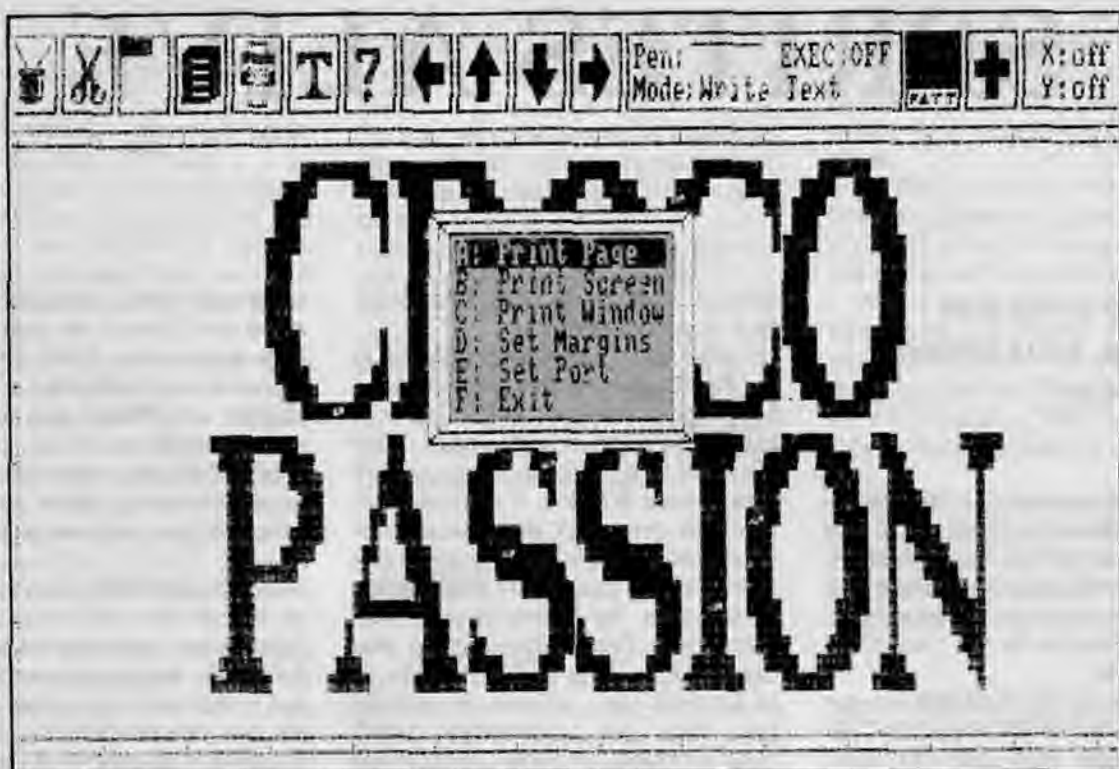 T ? Pen: EXEC:OFF X:off
Mode:Write Text PATT Y:off
CROCO
A: Print Page
B: Print Screen
C: Print Window
D: Set Margins
E: Set Port
F: Exit
PASSION